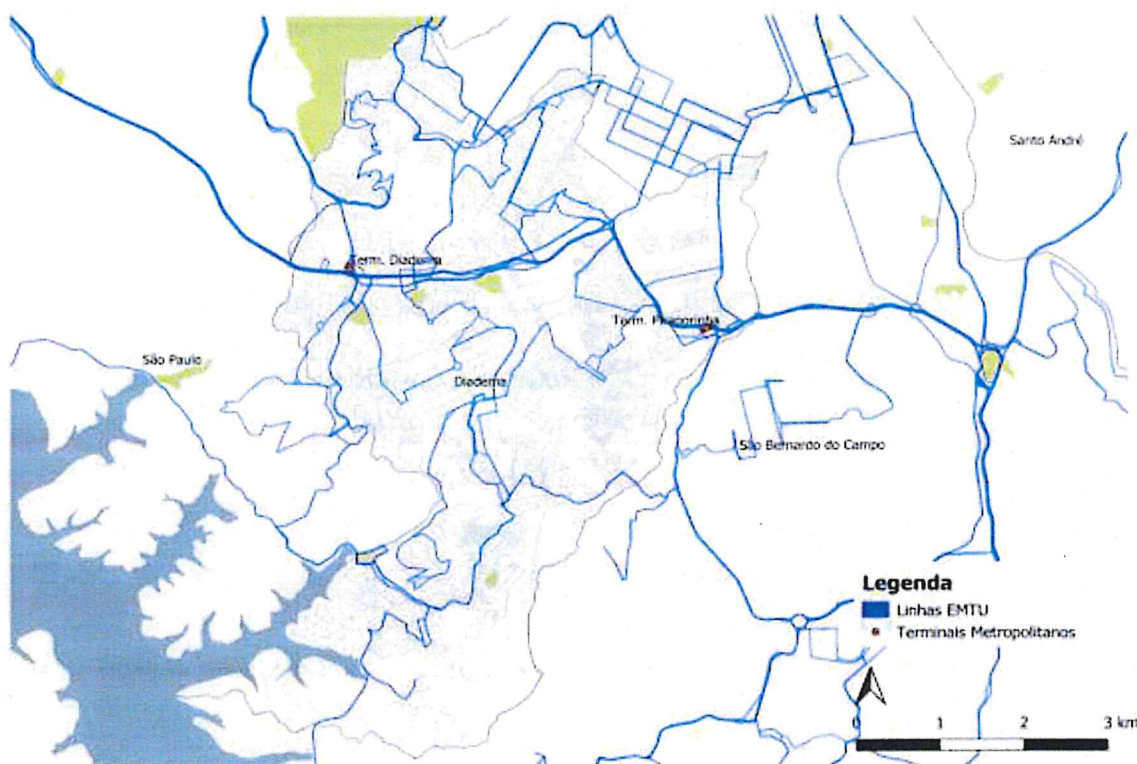 Santo André
Term. Diadema
Term. Piraporinha
São Paulo
Diadema
São Bernardo do Campo
Legenda
Linhas EMTU
Terminais Metropolitanos
0 1 2 3 km